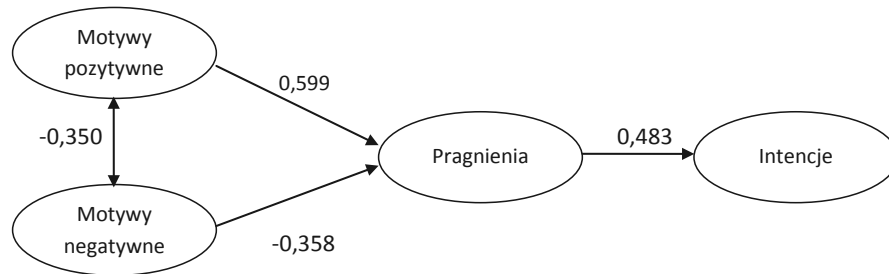 Motywy
pozytywne
0,599
-0,350
Pragnienia
0,483
Intencje
Motywy
negatywne
-0,358